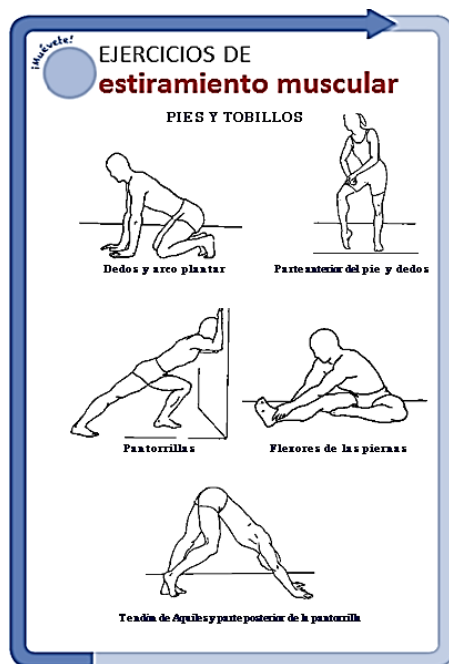 ¡Muévete!
EJERCICIOS DE
estiramiento muscular
PIES Y TOBILLOS
Dedos y arco plantar
Parte anterior del pie y dedos
Pantorrillas
Flexores de las piernas
Tendón de Aquiles y parte posterior de la pantorrilla